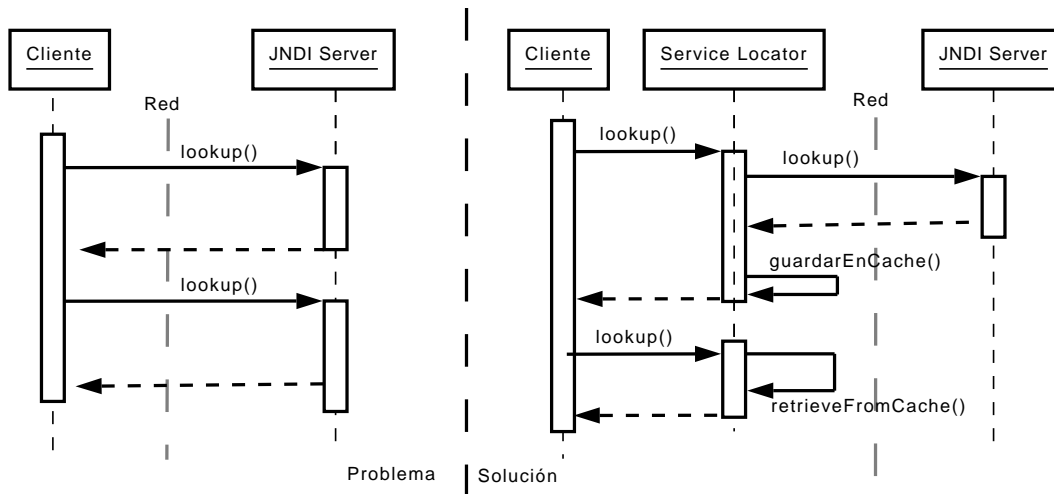 Cliente
JNDI Server
Red
lookup()
lookup()
Problema
Cliente
Service Locator
JNDI Server
Red
lookup()
lookup()
guardarEnCache()
lookup()
retrieveFromCache()
Solución